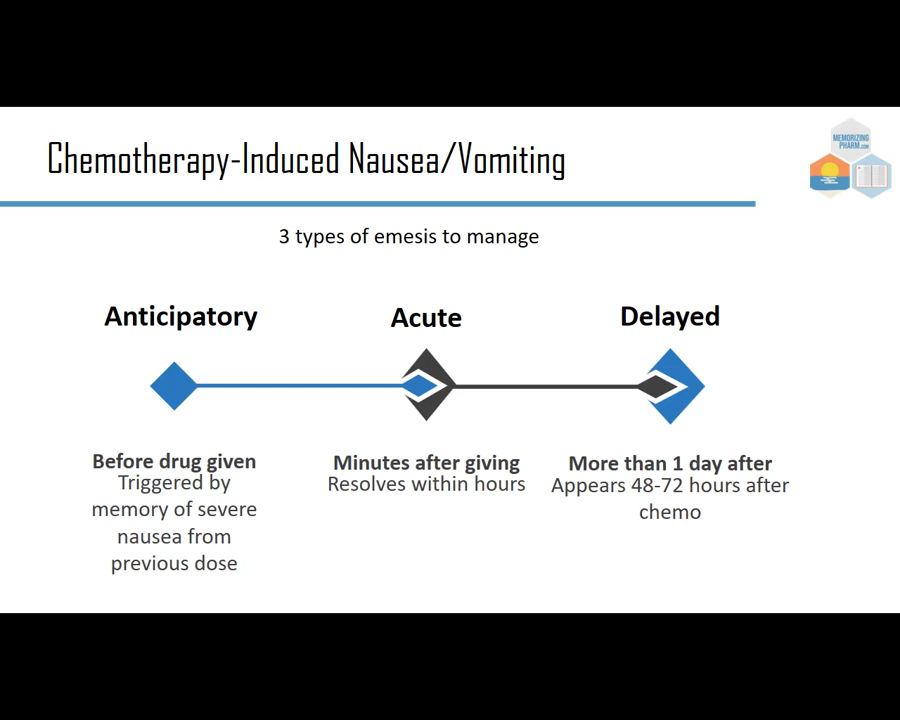 Chemotherapy-Induced Nausea/Vomiting
MEMORIZING
PHARM.COM
3 types of emesis to manage
Anticipatory
Acute
Delayed
Before drug given
Triggered by
memory of severe
nausea from
previous dose
Minutes after giving
Resolves within hours
More than 1 day after
Appears 48-72 hours after
chemo